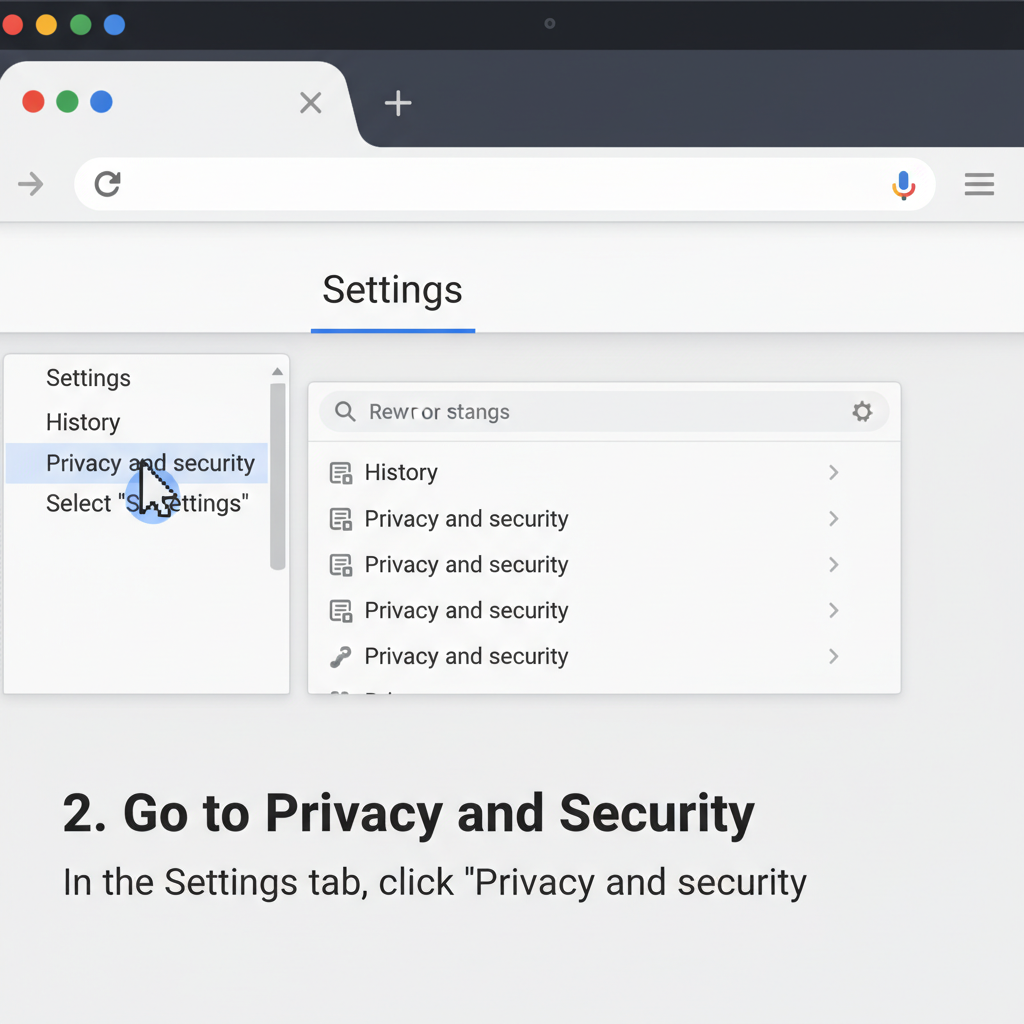 Settings
Settings
History
Privacy and security
Select "S ettings"
Rewr or stangs
History
Privacy and security
Privacy and security
Privacy and security
Privacy and security
2. Go to Privacy and Security
In the Settings tab, click "Privacy and security